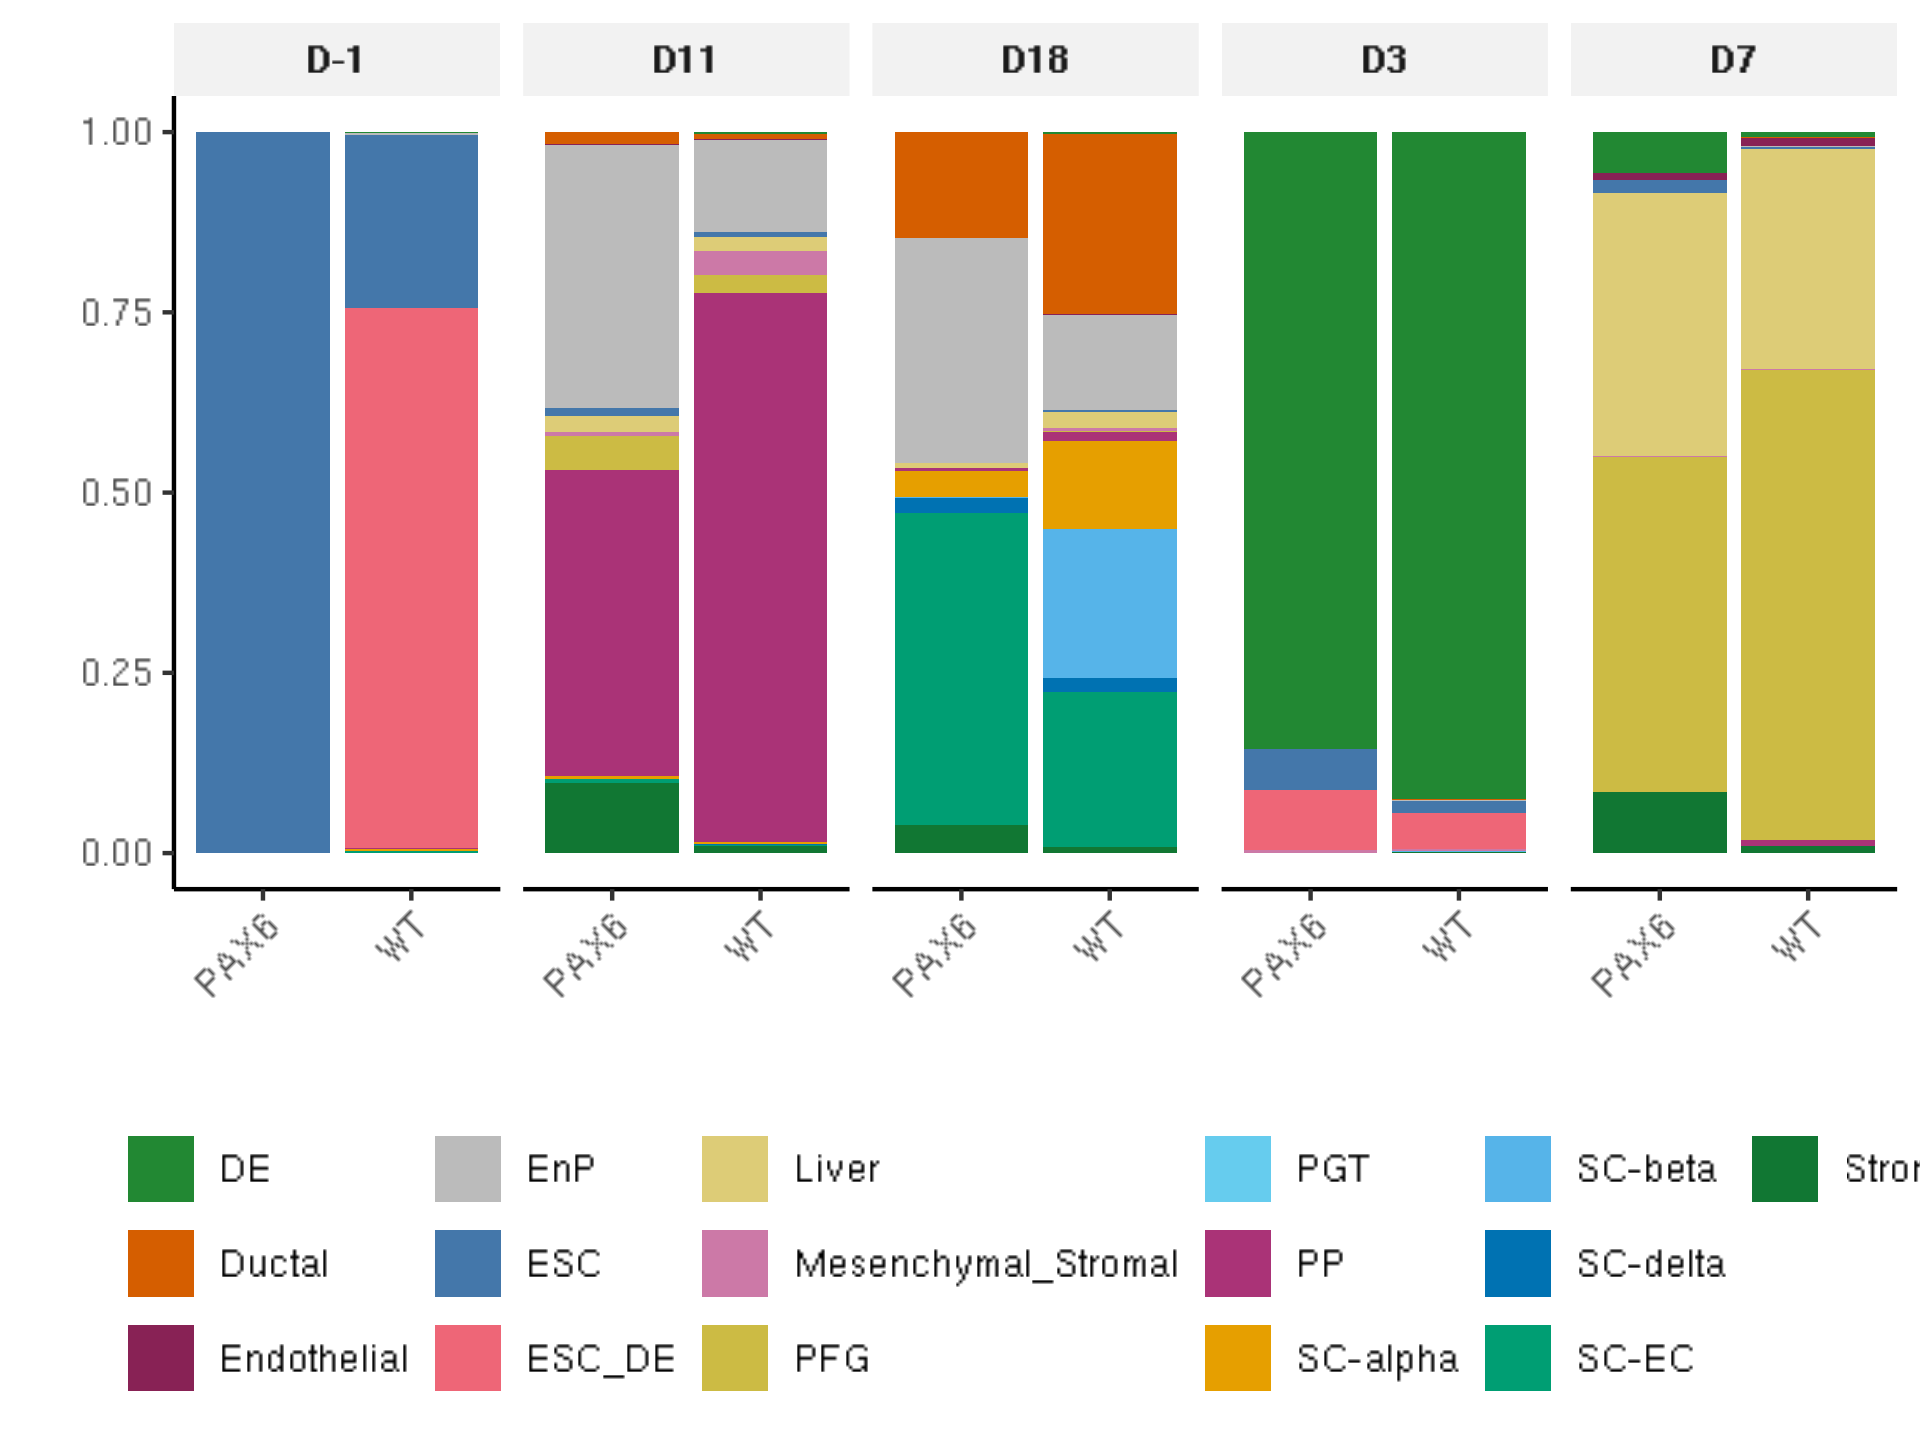 D-1 D11 D18 D3 D7
1.00
0.75
0.50
0.25
0.00
PAX6 WT PAX6 WT PAX6 WT PAX6 WT PAX6 WT
DE EnP Liver PGT SC-beta
Ductal ESC Mesenchymal_Stromal PP SC-delta
Endothelial ESC_DE PFG SC-alpha SC-EC